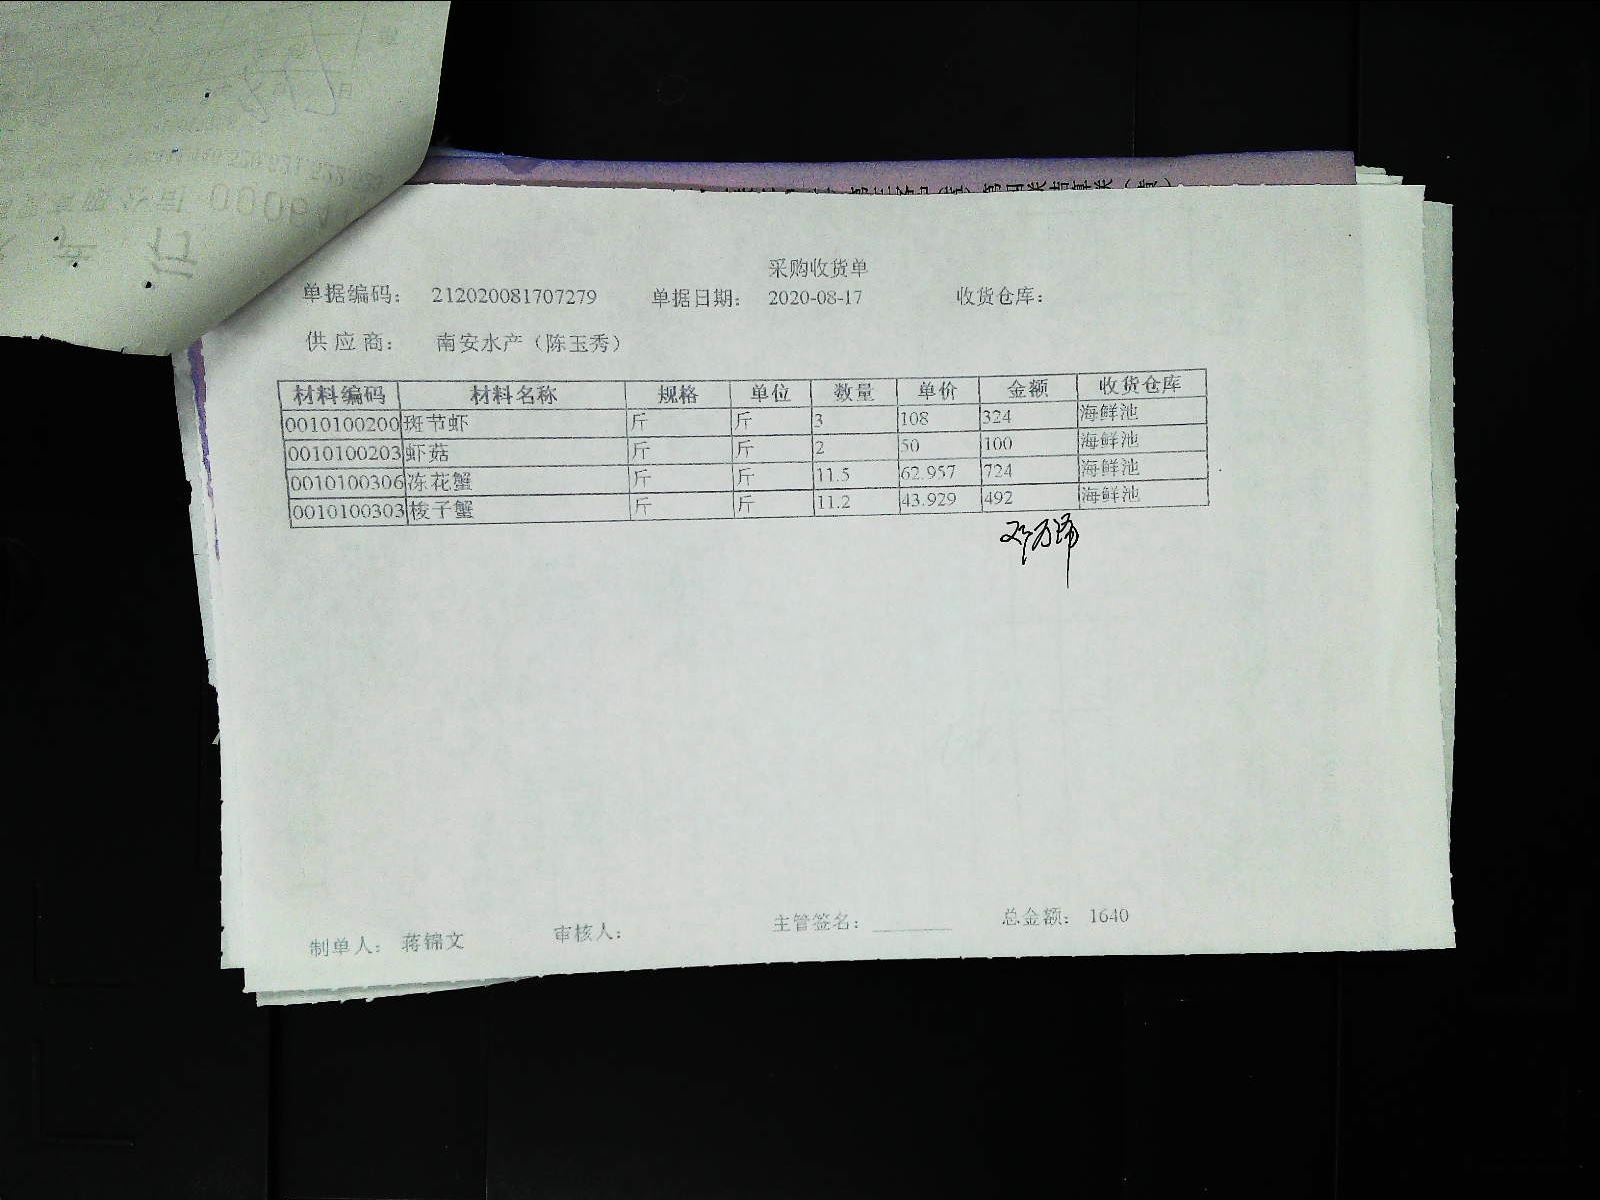 采购收货单
单据编码: 212020081707279 单据日期: 2020-08-17 收货仓库:
供应商: 南安水产（陈玉秀）
材料编码 材料名称 规格 单位 数量 单价 金额 收货仓库
0010100200 斑节虾 斤 斤 3 108 324 海鲜池
0010100203 虾菇 斤 斤 2 50 100 海鲜池
0010100306 冻花蟹 斤 斤 11.5 62.957 724 海鲜池
0010100303 梭子蟹 斤 斤 11.2 43.929 492 海鲜池
制单人: 蒋锦文 审核人: 主管签名: 总金额: 1640